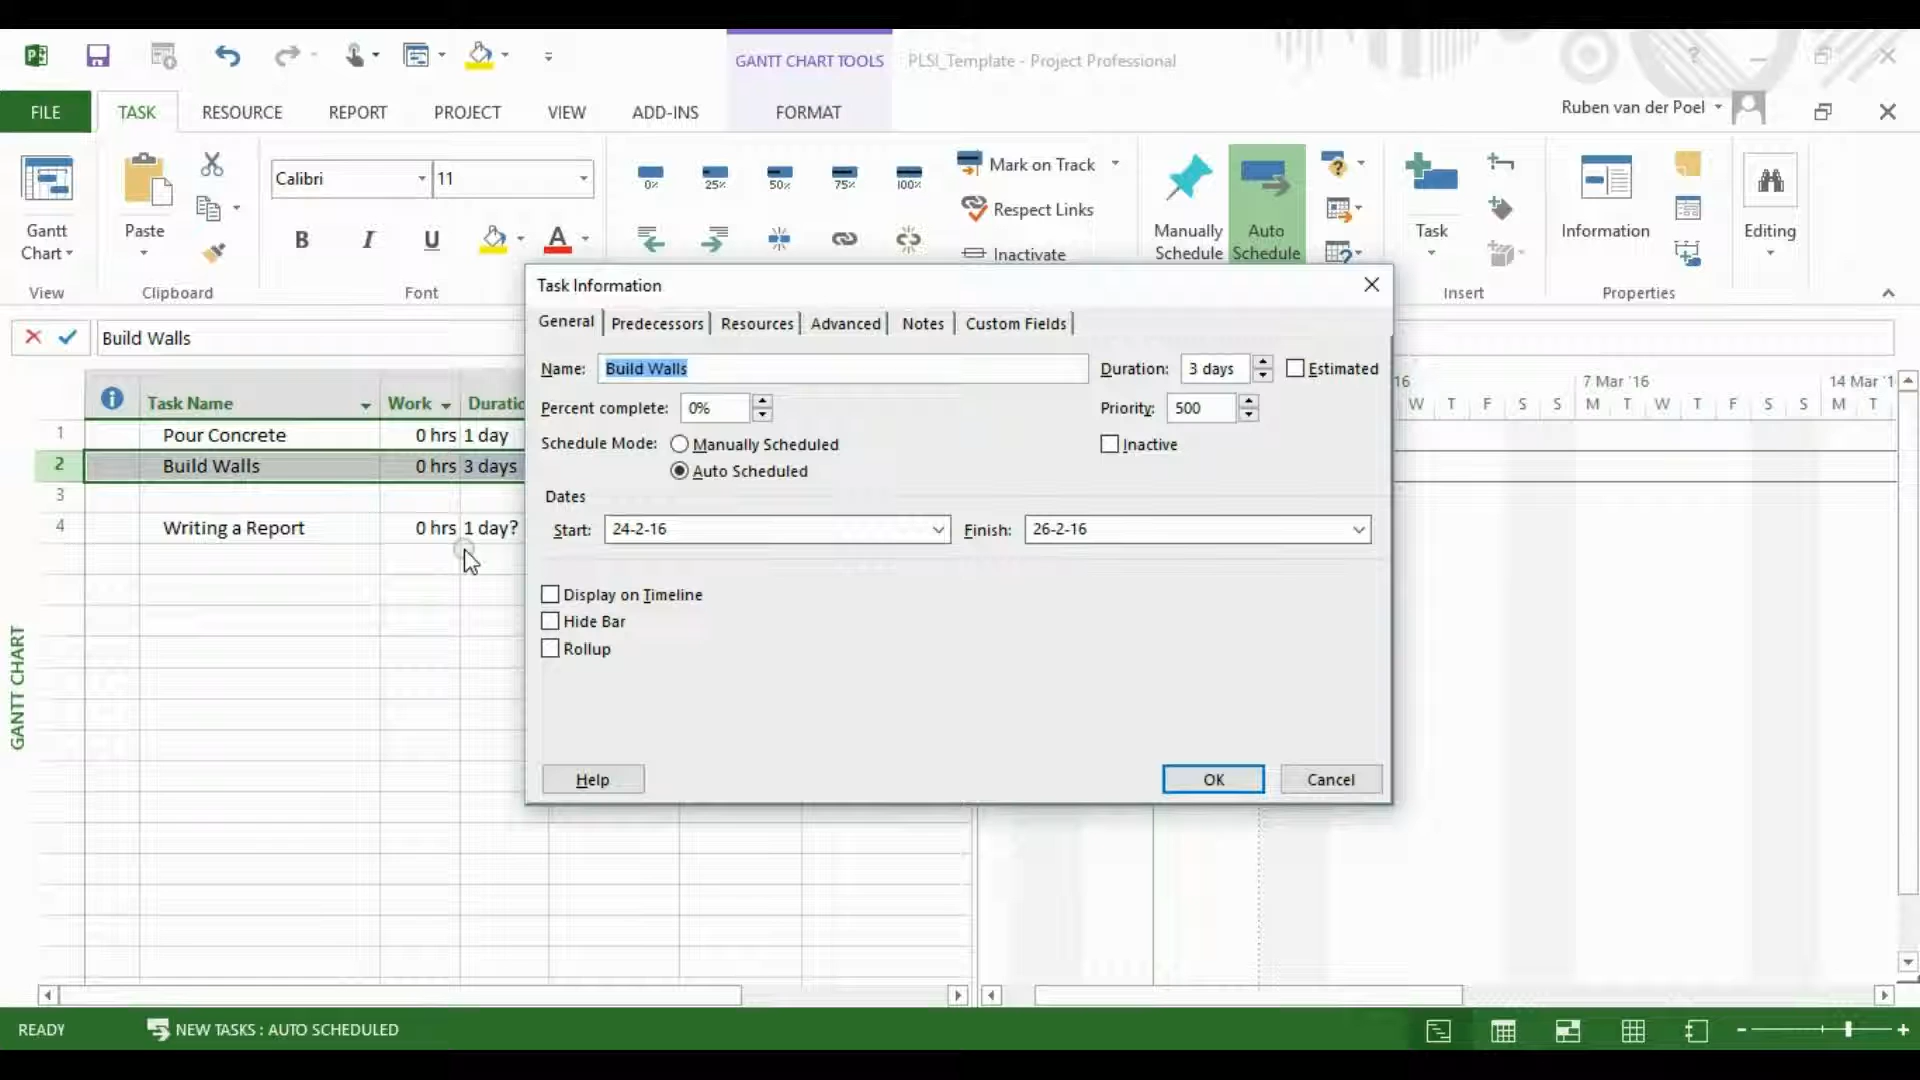 GANTT CHART TOOLS
PLSI_Template - Project Professional
?
FILE
TASK
RESOURCE
REPORT
PROJECT
VIEW
ADD-INS
FORMAT
Ruben van der Poel
Gantt
Chart
View
Paste
Clipboard
Calibri
11
B I U A
Font
0% 25% 50% 75% 100%
Mark on Track
Respect Links
Inactivate
Manually
Schedule
Auto
Schedule
Task
Insert
Information
Properties
Editing
Build Walls
Task Information
General
Predecessors
Resources
Advanced
Notes
Custom Fields
Name: Build Walls
Duration: 3 days
Estimated
Percent complete: 0%
Priority: 500
Schedule Mode: Manually Scheduled
Auto Scheduled
Inactive
Dates
Start: 24-2-16
Finish: 26-2-16
Display on Timeline
Hide Bar
Rollup
Help
OK
Cancel
Task Name
Work
Duratic
1 Pour Concrete 0 hrs 1 day
2 Build Walls 0 hrs 3 days
3
4 Writing a Report 0 hrs 1 day?
16
7 Mar '16
14 Mar '1
W T F S S M T W T F S S M T
GANTT CHART
READY
NEW TASKS : AUTO SCHEDULED